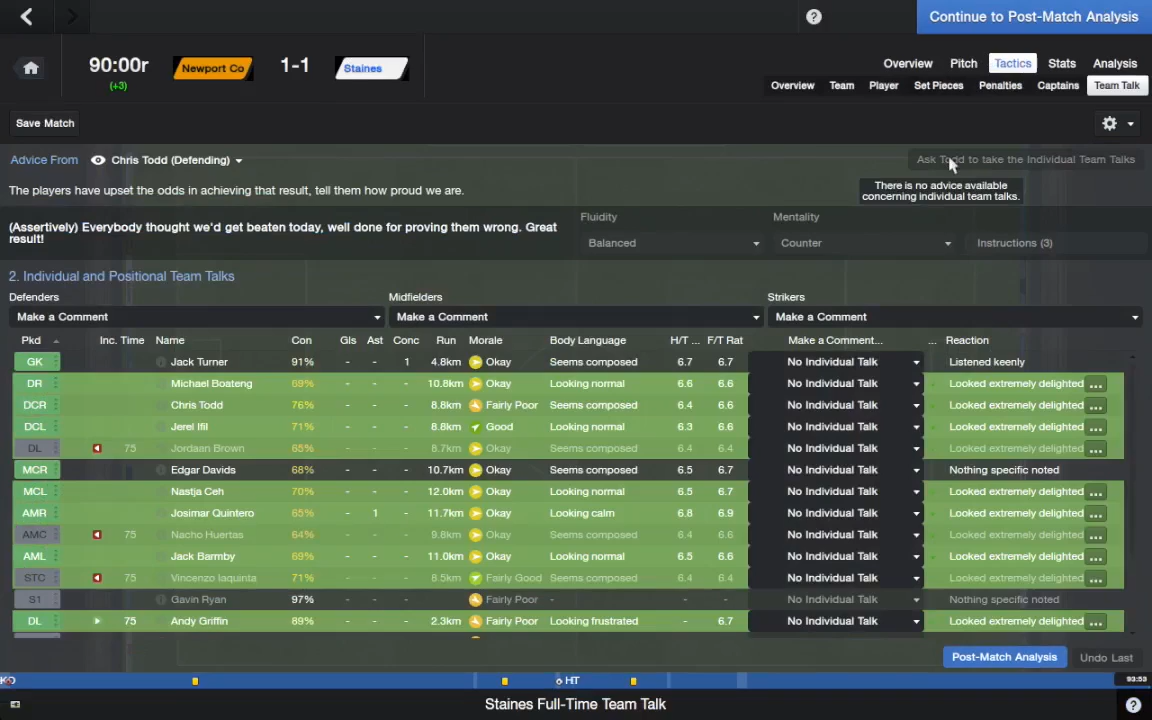 Continue to Post-Match Analysis
90:00r
(+3)
Newport Co
1-1
Staines
Overview Pitch Tactics Stats Analysis
Overview Team Player Set Pieces Penalties Captains Team Talk
Save Match
Advice From Chris Todd (Defending)
Ask Todd to take the Individual Team Talks
There is no advice available
concerning individual team talks.
The players have upset the odds in achieving that result, tell them how proud we are.
(Assertively) Everybody thought we'd get beaten today, well done for proving them wrong. Great
result!
Fluidity Mentality
Balanced Counter Instructions (3)
2. Individual and Positional Team Talks
Defenders Midfielders Strikers
Make a Comment Make a Comment Make a Comment
Pkd Inc. Time Name Con Gls Ast Conc Run Morale Body Language H/T ... F/T Rat Make a Comment... ... Reaction
GK Jack Turner 91% - - 1 4.8km Okay Seems composed 6.7 6.7 No Individual Talk Listened keenly
DR Michael Boateng 69% - - - 10.8km Okay Looking normal 6.6 6.6 No Individual Talk Looked extremely delighted ...
DCR Chris Todd 76% - - - 8.8km Fairly Poor Seems composed 6.4 6.4 No Individual Talk Looked extremely delighted ...
DCL Jerel Ifil 71% - - - 8.8km Good Looking normal 6.3 6.6 No Individual Talk Looked extremely delighted ...
DL 75 Jordaan Brown 65% - - - 8.7km Okay Seems composed 6.4 6.4 No Individual Talk Looked extremely delighted ...
MCR Edgar Davids 68% - - - 10.7km Okay Seems composed 6.5 6.7 No Individual Talk Nothing specific noted
MCL Nastja Ceh 70% - - - 12.0km Okay Looking normal 6.5 6.7 No Individual Talk Looked extremely delighted ...
AMR Josimar Quintero 65% - 1 - 11.7km Okay Looking calm 6.8 6.9 No Individual Talk Looked extremely delighted ...
AMC 75 Nacho Huertas 64% - - - 9.8km Okay Seems composed 6.4 6.4 No Individual Talk Looked extremely delighted ...
AML Jack Barmby 69% - - - 11.0km Okay Looking normal 6.5 6.6 No Individual Talk Looked extremely delighted ...
STC 75 Vincenzo Iaquinta 71% - - - 8.5km Fairly Good Seems composed 6.4 6.4 No Individual Talk Looked extremely delighted ...
S1 Gavin Ryan 97% - - - Fairly Poor - - - No Individual Talk Nothing specific noted
DL 75 Andy Griffin 89% - - - 2.3km Fairly Poor Looking frustrated - 6.7 No Individual Talk Looked extremely delighted ...
Post-Match Analysis Undo Last
KO HT 93:53
Staines Full-Time Team Talk